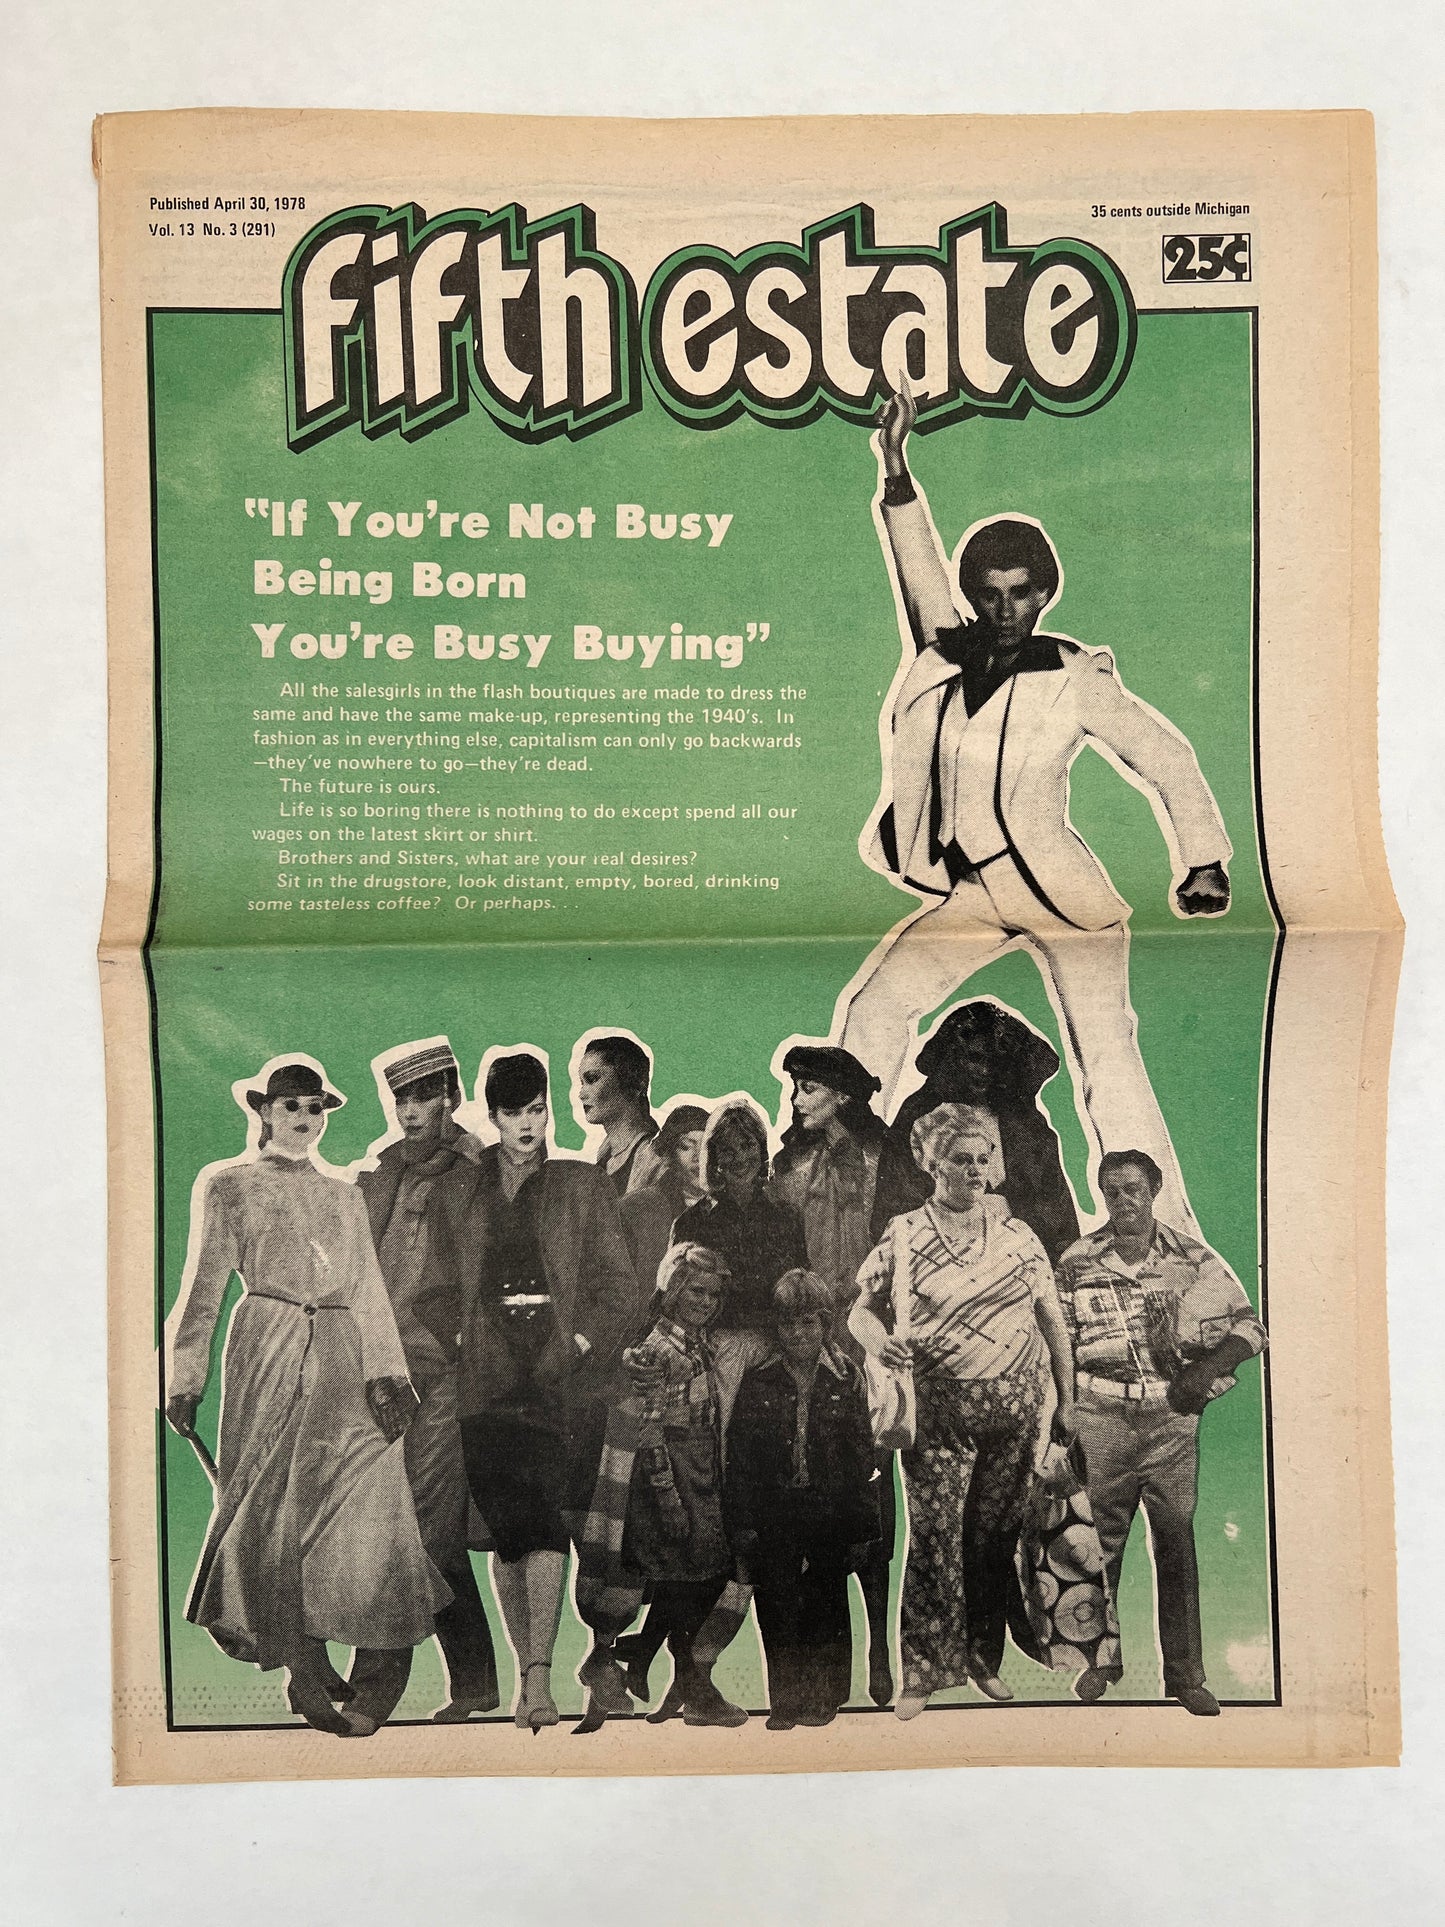 Published April 30, 1978
Vol. 13 No. 3 (291)
35 cents outside Michigan
25¢
fifth estate
"If You're Not Busy
Being Born
You're Busy Buying"
All the salesgirls in the flash boutiques are made to dress the
same and have the same make-up, representing the 1940's. In
fashion as in everything else, capitalism can only go backwards
—they've nowhere to go—they're dead.
The future is ours.
Life is so boring there is nothing to do except spend all our
wages on the latest skirt or shirt.
Brothers and Sisters, what are your real desires?
Sit in the drugstore, look distant, empty, bored, drinking
some tasteless coffee? Or perhaps. . .